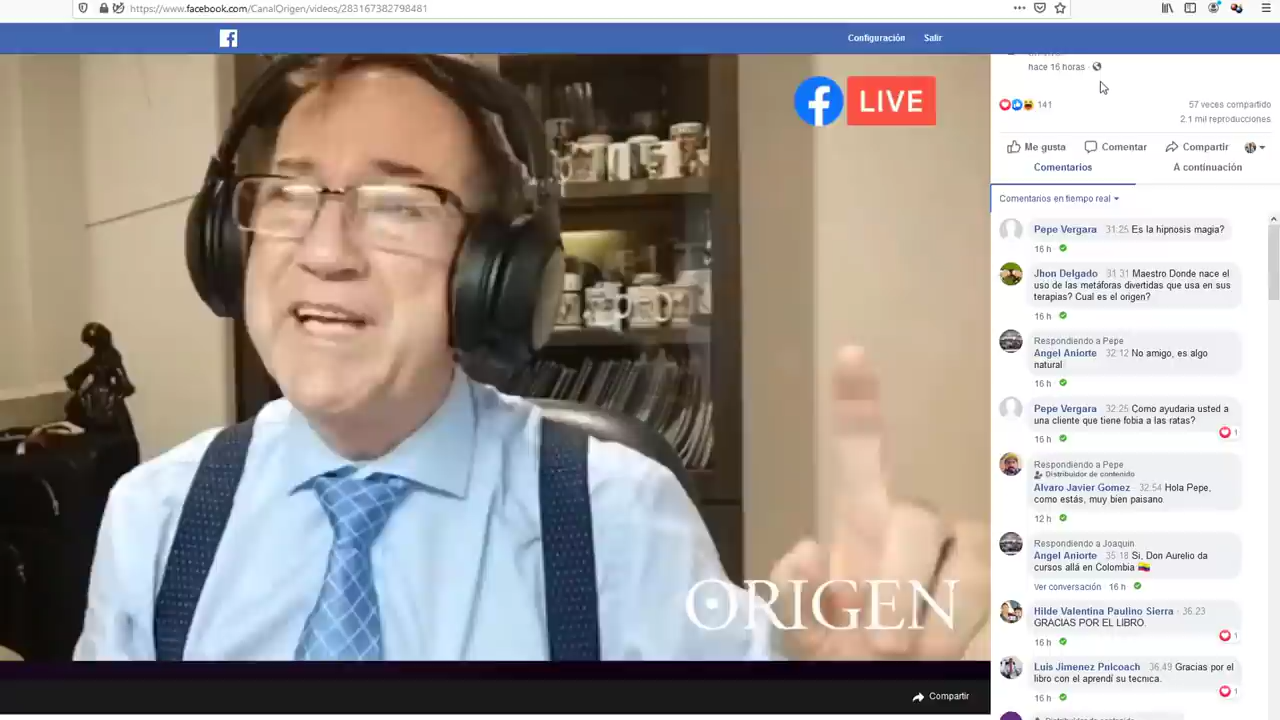 https://www.facebook.com/CanalOrigen/videos/283167382798481
Configuración
Salir
LIVE
ORIGEN
Compartir
hace 16 horas ·
141
57 veces compartido
2.1 mil reproducciones
Me gusta
Comentar
Compartir
Comentarios
A continuación
Comentarios en tiempo real
Pepe Vergara 31:25 Es la hipnosis magia?
16 h
Jhon Delgado 31:31 Maestro Donde nace el
uso de las metáforas divertidas que usa en sus
terapias? Cual es el origen?
16 h
Respondiendo a Pepe
Angel Aniorte 32:12 No amigo, es algo
natural
16 h
Pepe Vergara 32:25 Como ayudaria usted a
una cliente que tiene fobia a las ratas?
1
16 h
Respondiendo a Pepe
Distribuidor de contenido
Alvaro Javier Gomez 32:54 Hola Pepe,
como estás, muy bien paisano
12 h
Respondiendo a Joaquin
Angel Aniorte 35:18 Si, Don Aurelio da
cursos allá en Colombia
Ver conversación 16 h
Hilde Valentina Paulino Sierra · 36:23
GRACIAS POR EL LIBRO.
1
16 h
Luis Jimenez Pnlcoach 36:49 Gracias por el
libro con el aprendí su tecnica.
1
16 h